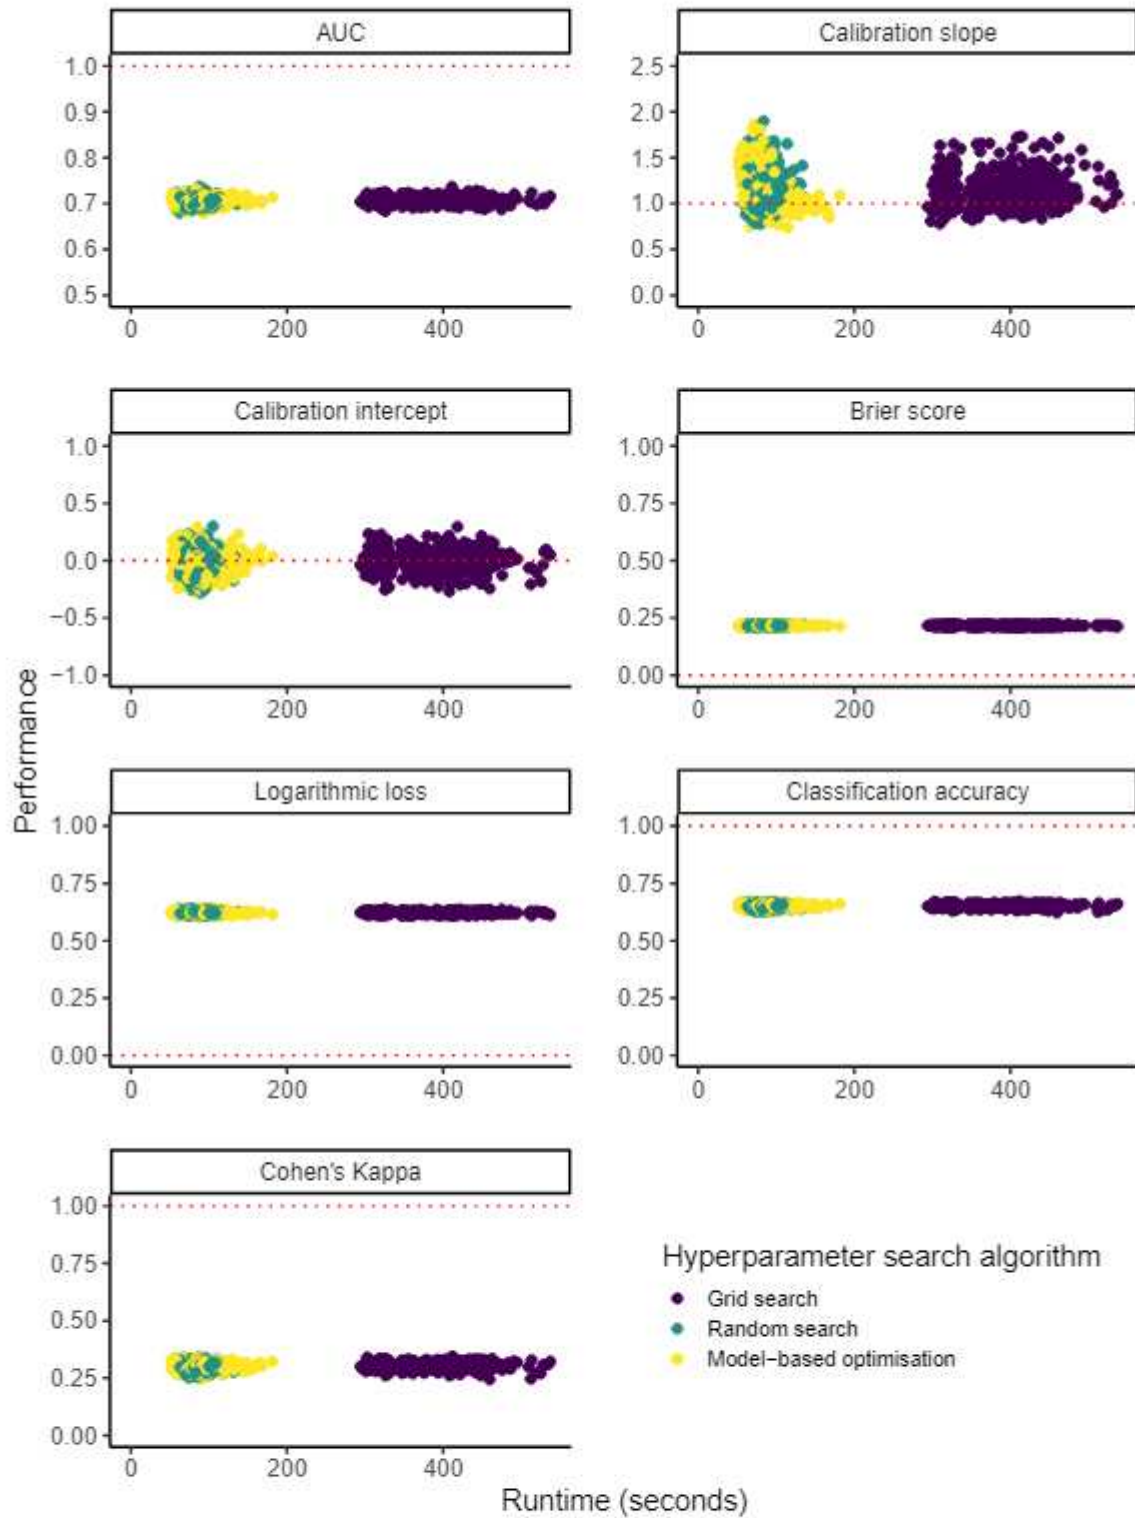 AUC
1.0
0.9
0.8
0.7
0.6
0.5
0 200 400
Calibration slope
2.5
2.0
1.5
1.0
0.5
0.0
0 200 400
Calibration intercept
1.0
0.5
0.0
−0.5
−1.0
0 200 400
Brier score
1.00
0.75
0.50
0.25
0.00
0 200 400
Performance
Logarithmic loss
1.00
0.75
0.50
0.25
0.00
0 200 400
Classification accuracy
1.00
0.75
0.50
0.25
0.00
0 200 400
Cohen's Kappa
1.00
0.75
0.50
0.25
0.00
0 200 400
Hyperparameter search algorithm
Grid search
Random search
Model−based optimisation
Runtime (seconds)